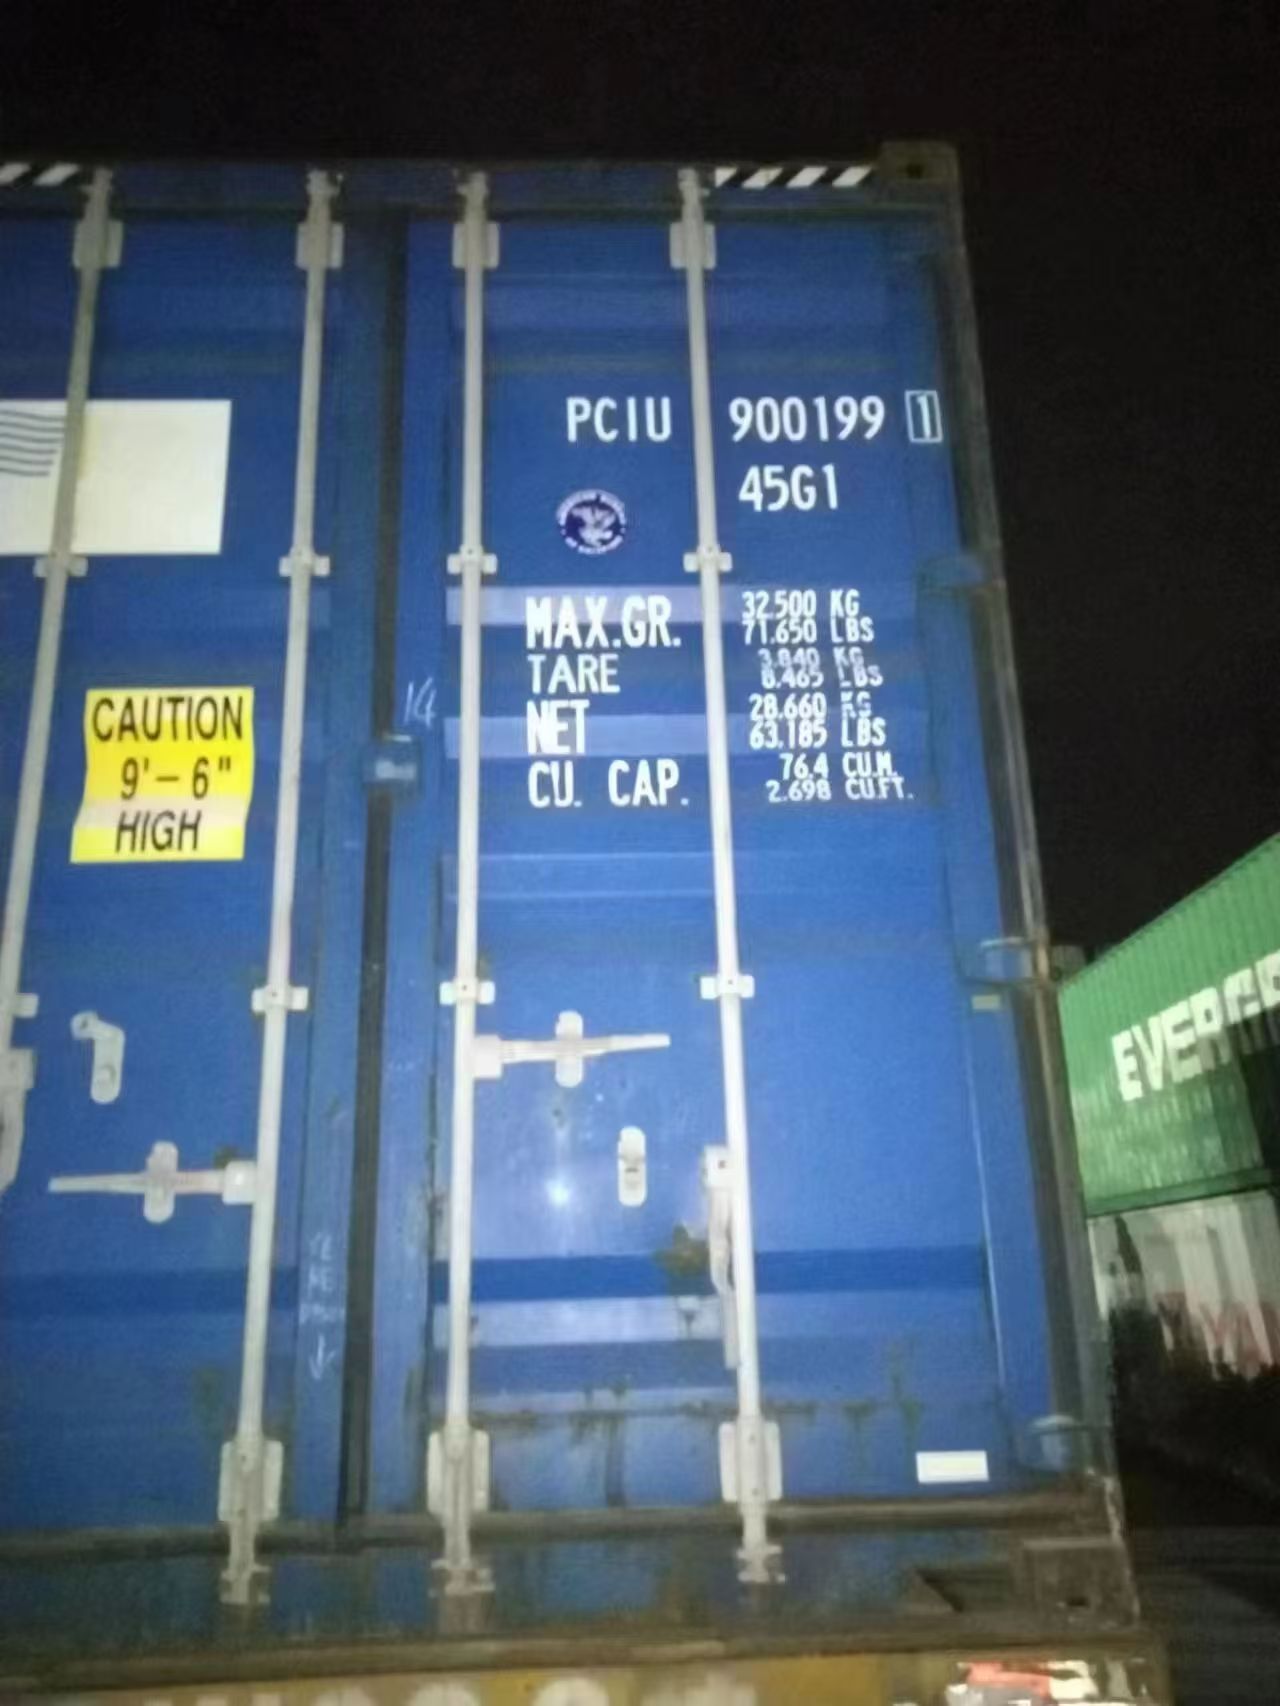 PCIU 900199 1
45G1
MAX.GR. 32.500 KG
71.650 LBS
TARE 3.840 KG
8.465 LBS
NET 28.660 KG
63.185 LBS
CU. CAP. 76.4 CU.M.
2.698 CU.FT.
14
CAUTION
9'-6"
HIGH